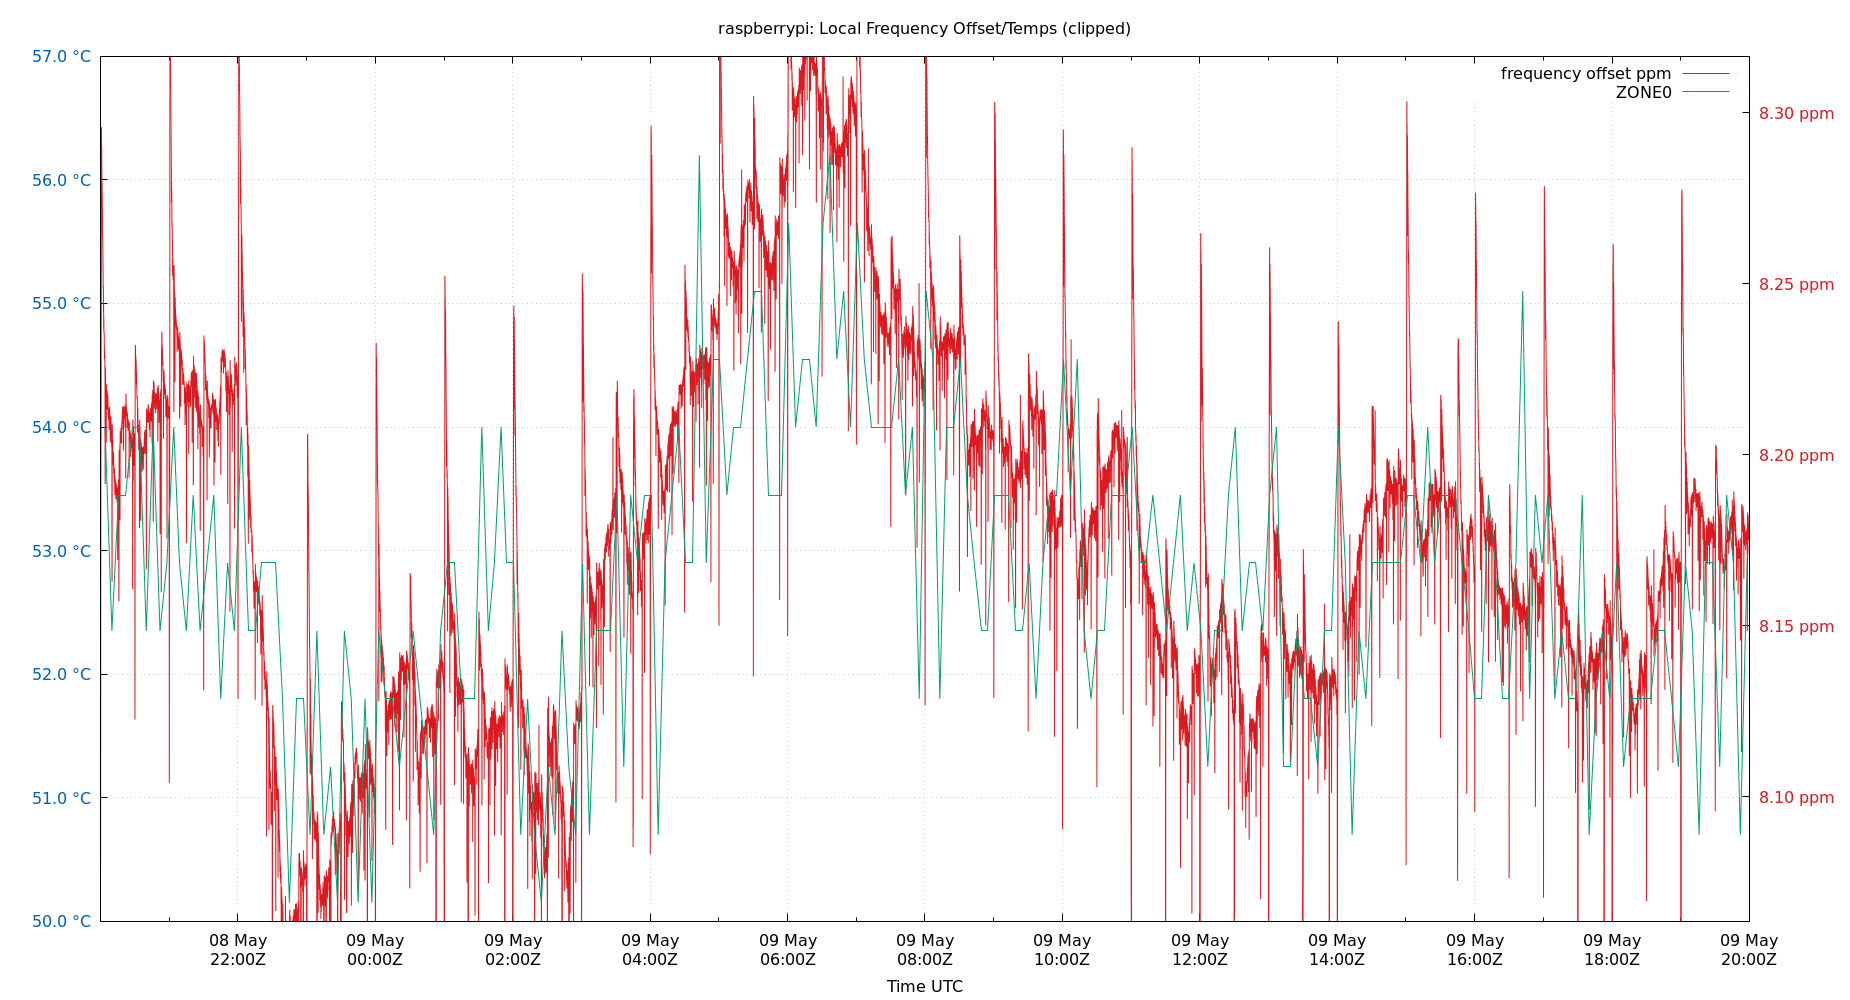 raspberrypi: Local Frequency Offset/Temps (clipped)
57.0 °C
56.0 °C
55.0 °C
54.0 °C
53.0 °C
52.0 °C
51.0 °C
50.0 °C
frequency offset ppm
ZONE0
8.30 ppm
8.25 ppm
8.20 ppm
8.15 ppm
8.10 ppm
08 May 09 May 09 May 09 May 09 May 09 May 09 May 09 May 09 May 09 May 09 May 09 May
22:00Z 00:00Z 02:00Z 04:00Z 06:00Z 08:00Z 10:00Z 12:00Z 14:00Z 16:00Z 18:00Z 20:00Z
Time UTC